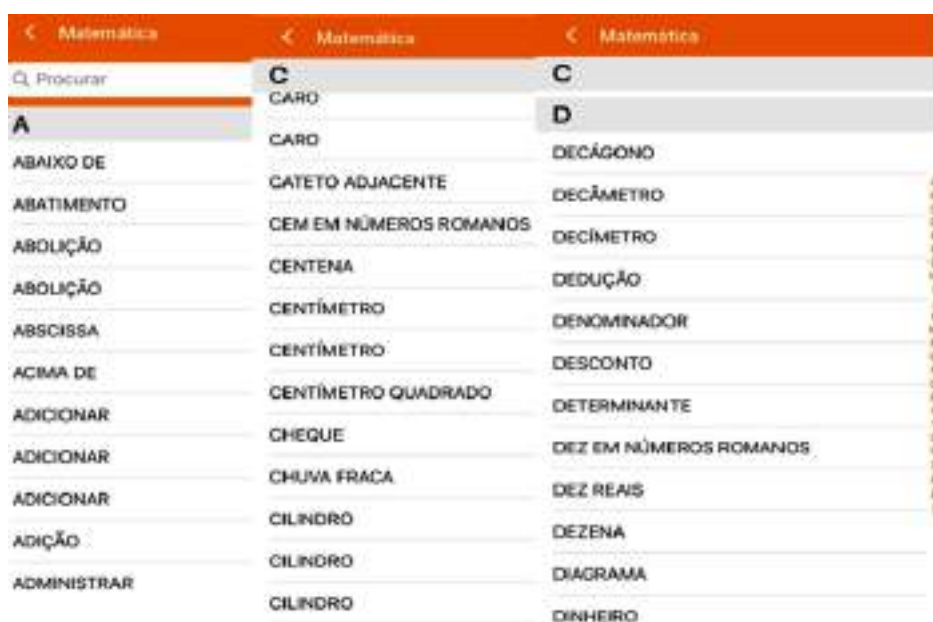 Matemática
Procurar
A
ABAIXO DE
ABATIMENTO
ABOLIÇÃO
ABOLIÇÃO
ABSCISSA
ACIMA DE
ADICIONAR
ADICIONAR
ADICIONAR
ADIÇÃO
ADMINISTRAR
Matemática
C
CARO
CARO
CATETO ADJACENTE
CEM EM NÚMEROS ROMANOS
CENTENA
CENTÍMETRO
CENTÍMETRO
CENTÍMETRO QUADRADO
CHEQUE
CHUVA FRACA
CILINDRO
CILINDRO
CILINDRO
Matemática
C
D
DECÁGONO
DECÂMETRO
DECÍMETRO
DEDUÇÃO
DENOMINADOR
DESCONTO
DETERMINANTE
DEZ EM NÚMEROS ROMANOS
DEZ REAIS
DEZENA
DIAGRAMA
DINHEIRO